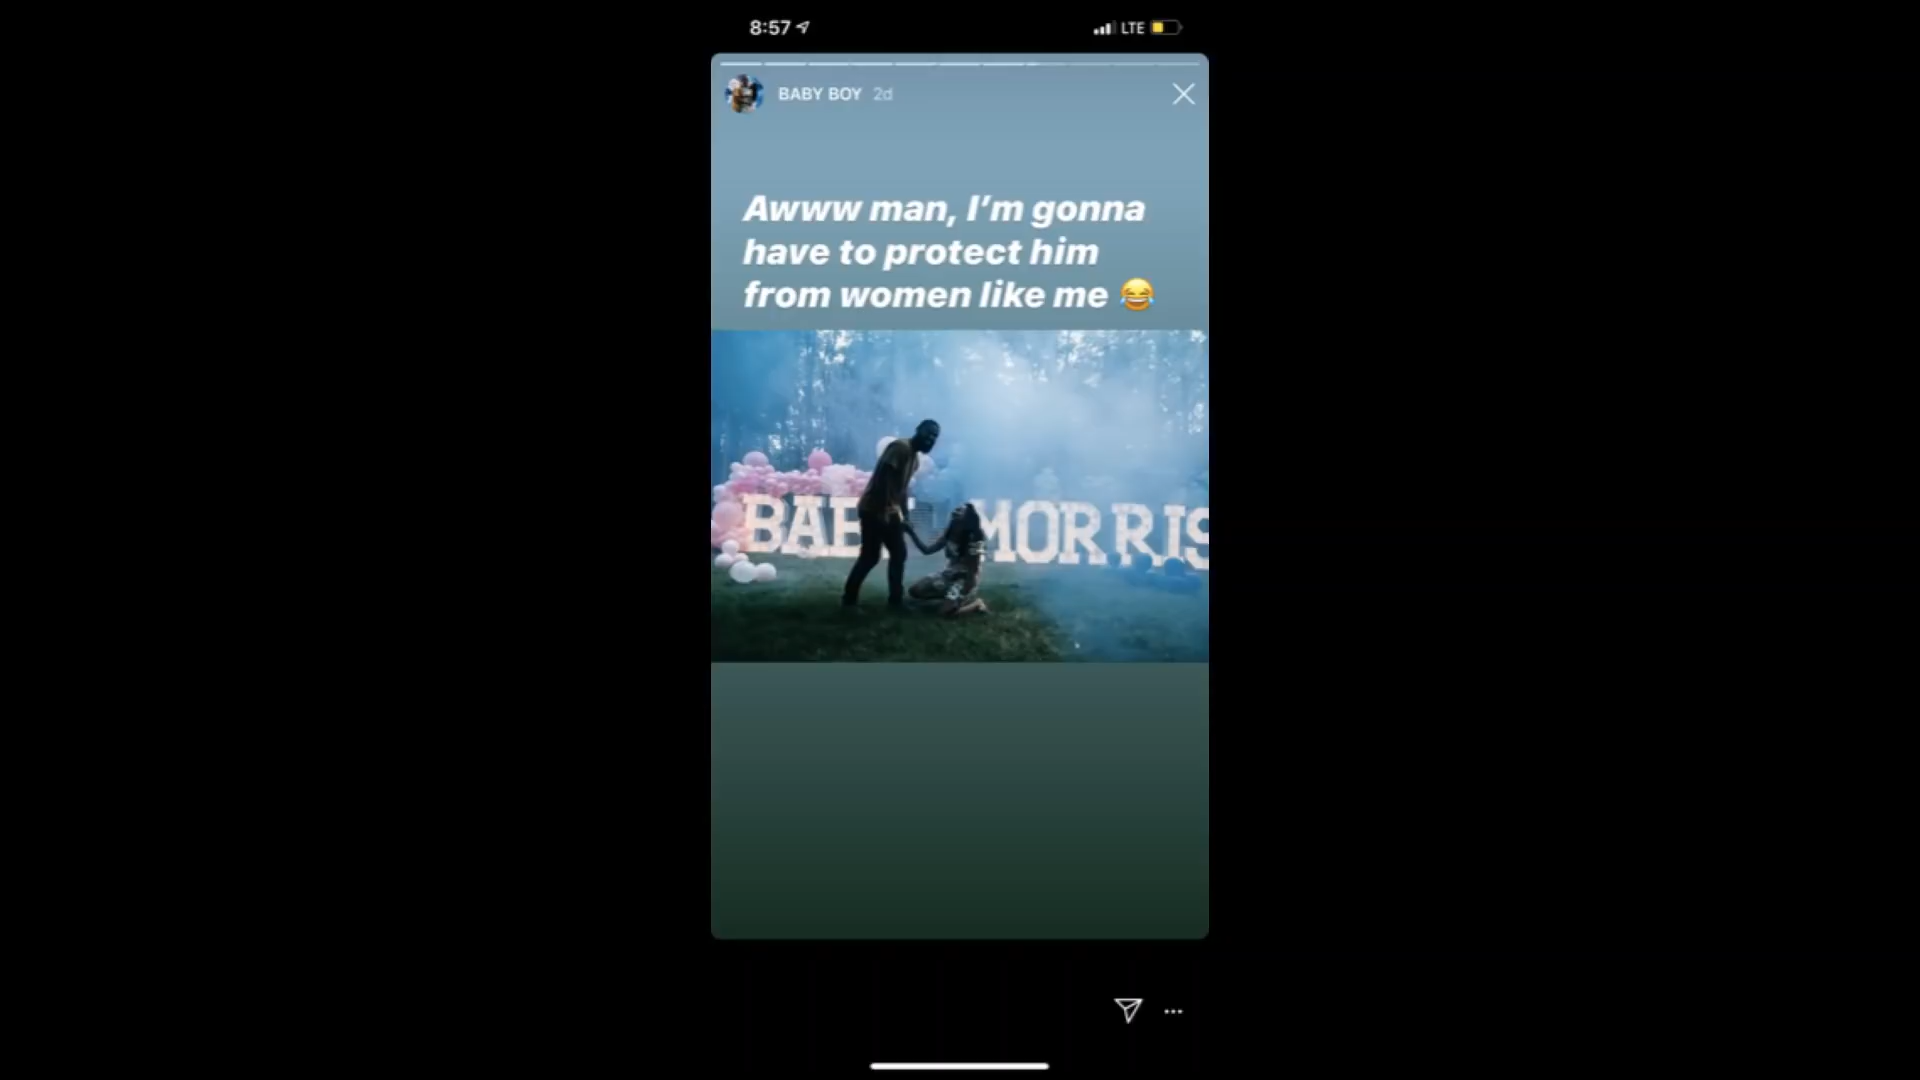 8:57
LTE
BABY BOY 2d
Awww man, I'm gonna
have to protect him
from women like me 😂
BAB MORRIS